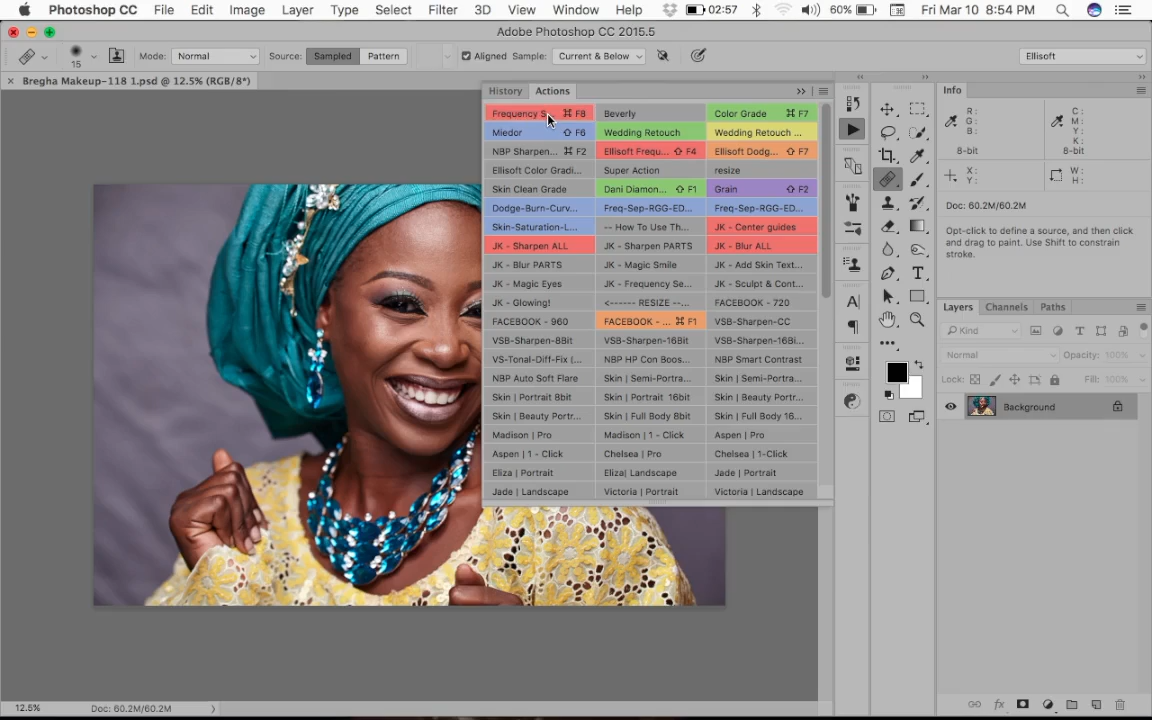 Photoshop CC File Edit Image Layer Type Select Filter 3D View Window Help 02:57 60% Fri Mar 10 8:54 PM
Adobe Photoshop CC 2015.5
15 Mode: Normal Source: Sampled Pattern Aligned Sample: Current & Below Ellisoft
× Bregha Makeup-118 1.psd @ 12.5% (RGB/8*)
History Actions
Frequency S... ⌘ F8 Beverly Color Grade ⌘ F7
Miedor ⇧ F6 Wedding Retouch Wedding Retouch ...
NBP Sharpen... ⌘ F2 Ellisoft Frequ... ⇧ F4 Ellisoft Dodg... ⇧ F7
Ellisoft Color Gradi... Super Action resize
Skin Clean Grade Dani Diamon... ⇧ F1 Grain ⇧ F2
Dodge-Burn-Curv... Freq-Sep-RGG-ED... Freq-Sep-RGG-ED...
Skin-Saturation-L... -- How To Use Th... JK - Center guides
JK - Sharpen ALL JK - Sharpen PARTS JK - Blur ALL
JK - Blur PARTS JK - Magic Smile JK - Add Skin Text...
JK - Magic Eyes JK - Frequency Se... JK - Sculpt & Cont...
JK - Glowing! <------ RESIZE --... FACEBOOK - 720
FACEBOOK - 960 FACEBOOK - ... ⌘ F1 VSB-Sharpen-CC
VSB-Sharpen-8Bit VSB-Sharpen-16Bit VSB-Sharpen-16Bi...
VS-Tonal-Diff-Fix (... NBP HP Con Boos... NBP Smart Contrast
NBP Auto Soft Flare Skin | Semi-Portra... Skin | Semi-Portra...
Skin | Portrait 8bit Skin | Portrait 16bit Skin | Beauty Portr...
Skin | Beauty Portr... Skin | Full Body 8bit Skin | Full Body 16...
Madison | Pro Madison | 1 - Click Aspen | Pro
Aspen | 1 - Click Chelsea | Pro Chelsea | 1-Click
Eliza | Portrait Eliza| Landscape Jade | Portrait
Jade | Landscape Victoria | Portrait Victoria | Landscape
Info
R: C:
G: M:
B: Y:
K:
8-bit 8-bit
X: W:
Y: H:
Doc: 60.2M/60.2M
Opt-click to define a source, and then click
and drag to paint. Use Shift to constrain
stroke.
Layers Channels Paths
Kind
Normal Opacity: 100%
Lock: Fill: 100%
Background
12.5% Doc: 60.2M/60.2M